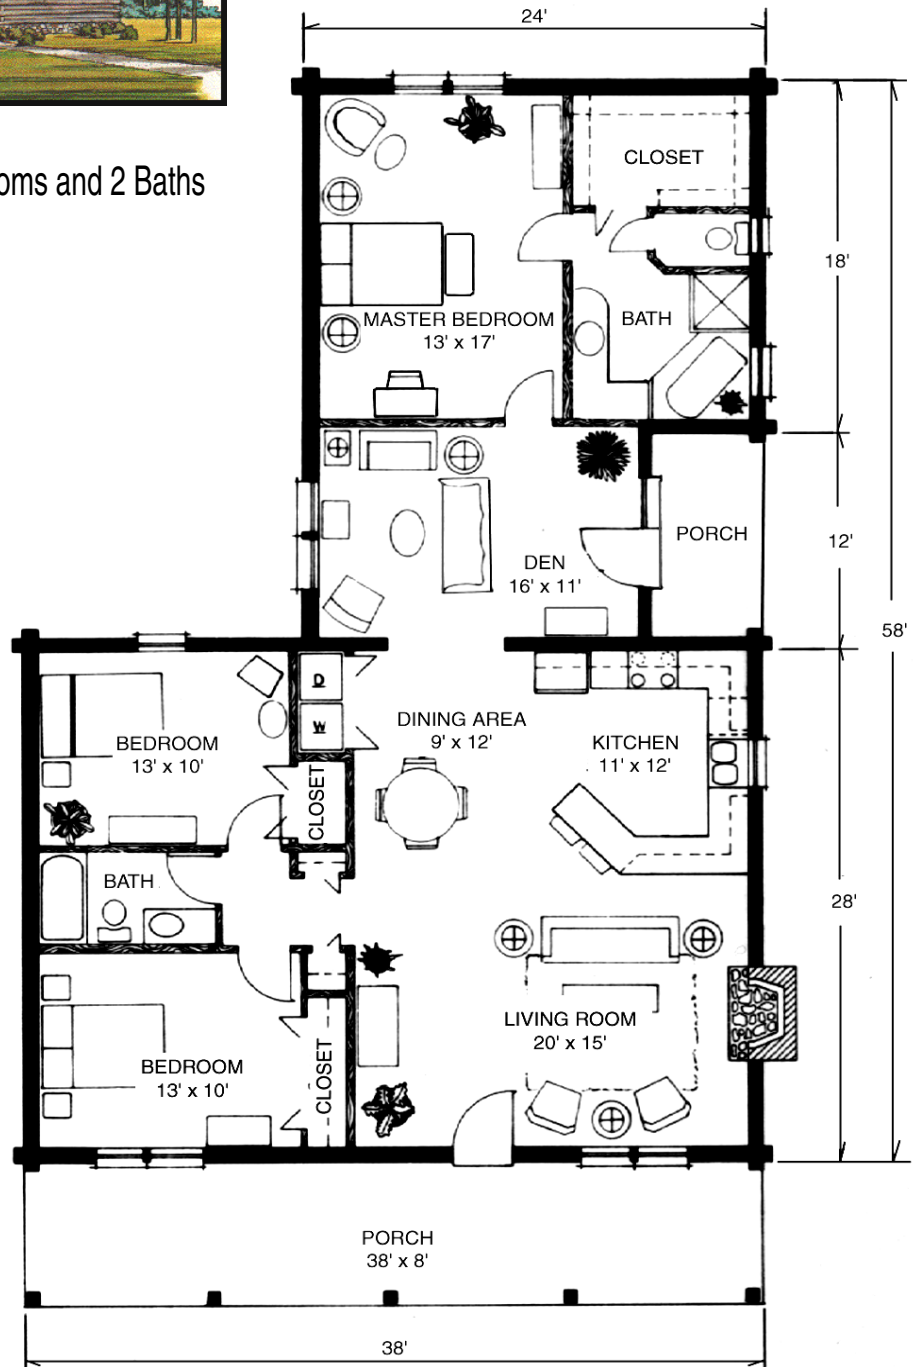 24'
ooms and 2 Baths
CLOSET
18'
MASTER BEDROOM
13' x 17'
BATH
PORCH
12'
DEN
16' x 11'
58'
D
W
DINING AREA
9' x 12'
BEDROOM
13' x 10'
KITCHEN
11' x 12'
CLOSET
BATH
28'
LIVING ROOM
20' x 15'
BEDROOM
13' x 10'
CLOSET
PORCH
38' x 8'
38'